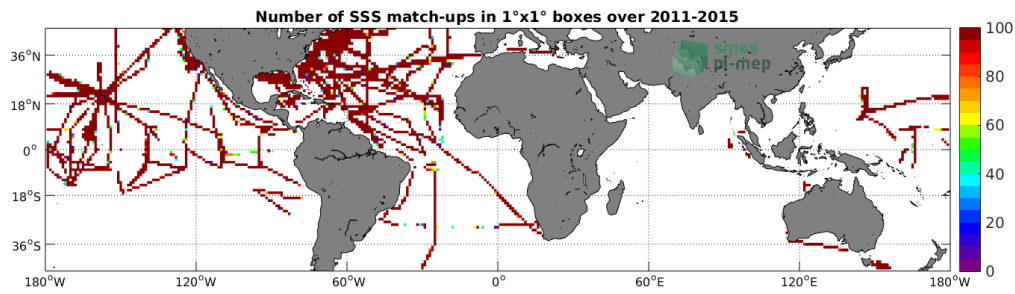 Number of SSS match-ups in 1°x1° boxes over 2011-2015
smos
pi-mep
36°N
18°N
0°
18°S
36°S
180°W 120°W 60°W 0° 60°E 120°E 180°W
100
80
60
40
20
0